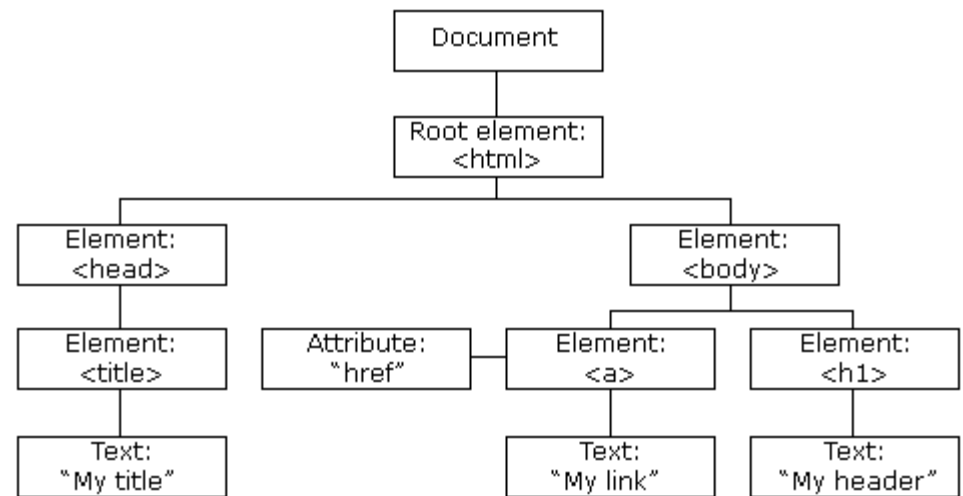 Document
Root element:
<html>
Element:
<head>
Element:
<body>
Element:
<title>
Attribute:
“href”
Element:
<a>
Element:
<h1>
Text:
“My title”
Text:
“My link”
Text:
“My header”